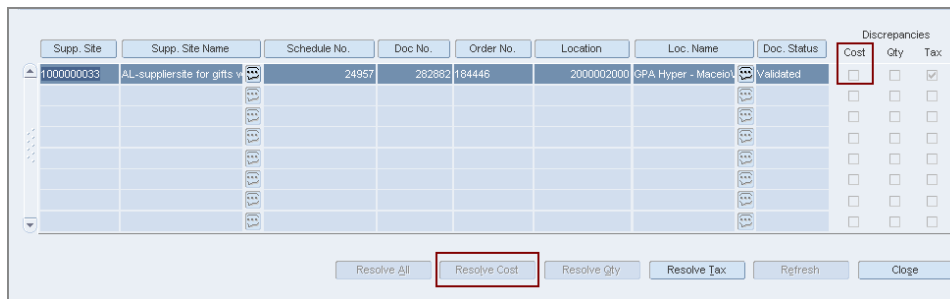 Discrepancies
Supp. Site Supp. Site Name Schedule No. Doc No. Order No. Location Loc. Name Doc. Status Cost Qty Tax
1000000033 AL-suppliersite for gifts v 24957 282882 184446 2000002000 GPA Hyper - Maceio\ Validated
Resolve All Resolve Cost Resolve Qty Resolve Tax Refresh Close